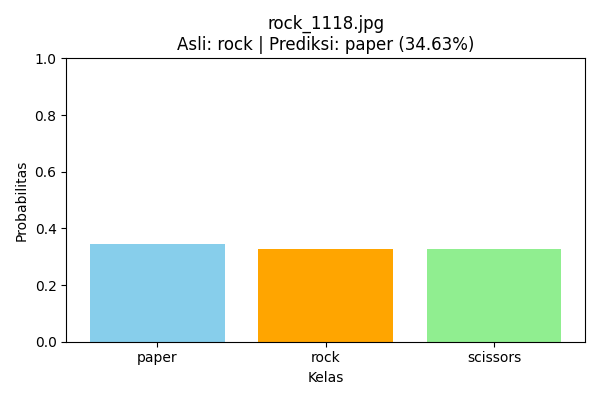 rock_1118.jpg
Asli: rock | Prediksi: paper (34.63%)
1.0
0.8
0.6
0.4
0.2
0.0
Probabilitas
paper rock scissors
Kelas